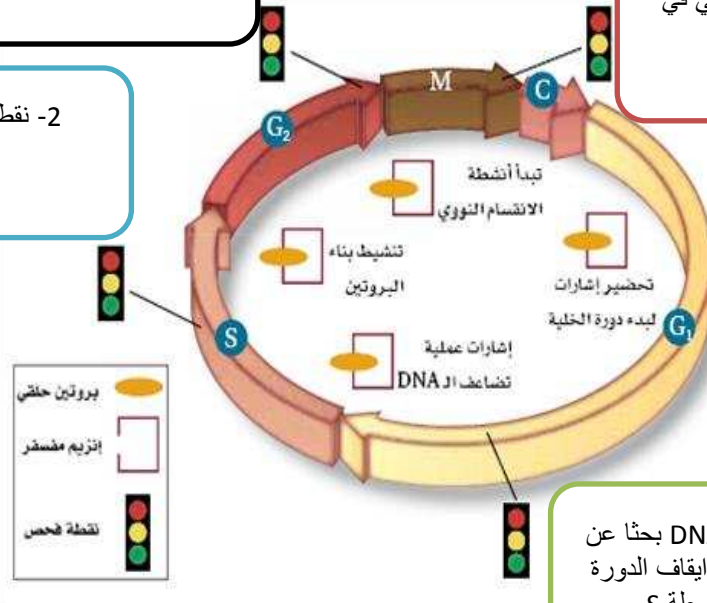 ي في
2- نقط
M
C
G₂
تبدأ أنشطة
الانقسام النووي
تنشيط بناء
البروتين
تحضير إشارات
لبدء دورة الخلية
G₁
S
إشارات عملية
تضاعف الـ DNA
بروتين حلقي
إنزيم مفسفر
نقطة فحص
DNA بحثا عن
ايقاف الدورة